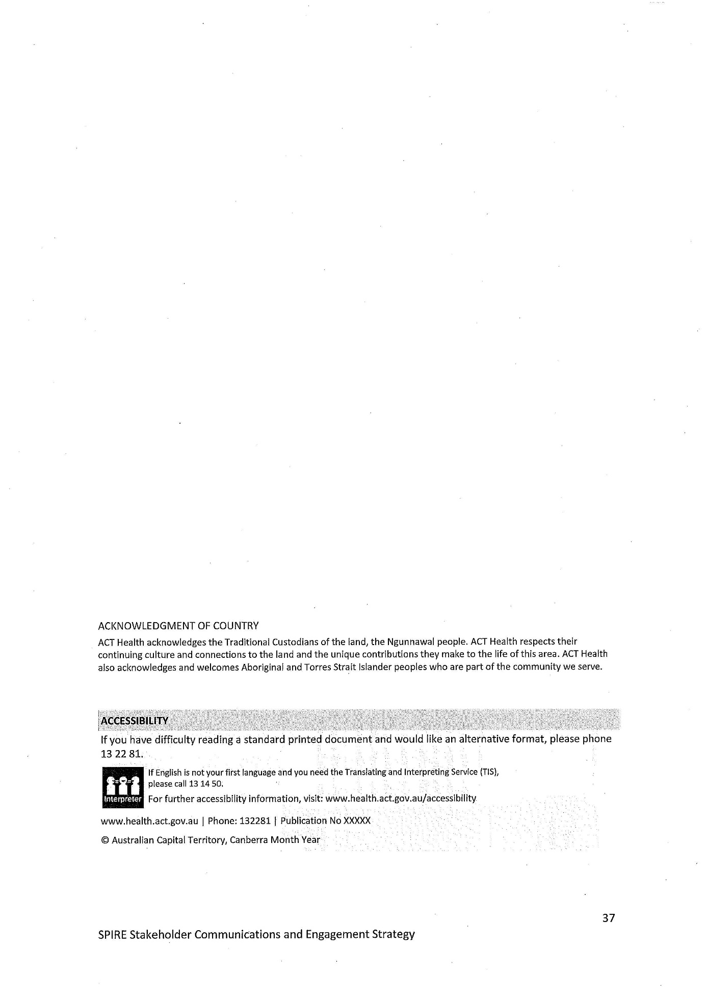 ACKNOWLEDGMENT OF COUNTRY
ACT Health acknowledges the Traditional Custodians of the land, the Ngunnawal people. ACT Health respects their
continuing culture and connections to the land and the unique contributions they make to the life of this area. ACT Health
also acknowledges and welcomes Aboriginal and Torres Strait Islander peoples who are part of the community we serve.
ACCESSIBILITY
If you have difficulty reading a standard printed document and would like an alternative format, please phone
13 22 81.
If English is not your first language and you need the Translating and Interpreting Service (TIS),
please call 13 14 50.
Interpreter
For further accessibility information, visit: www.health.act.gov.au/accessibility
www.health.act.gov.au | Phone: 132281 | Publication No XXXXX
© Australian Capital Territory, Canberra Month Year
37
SPIRE Stakeholder Communications and Engagement Strategy